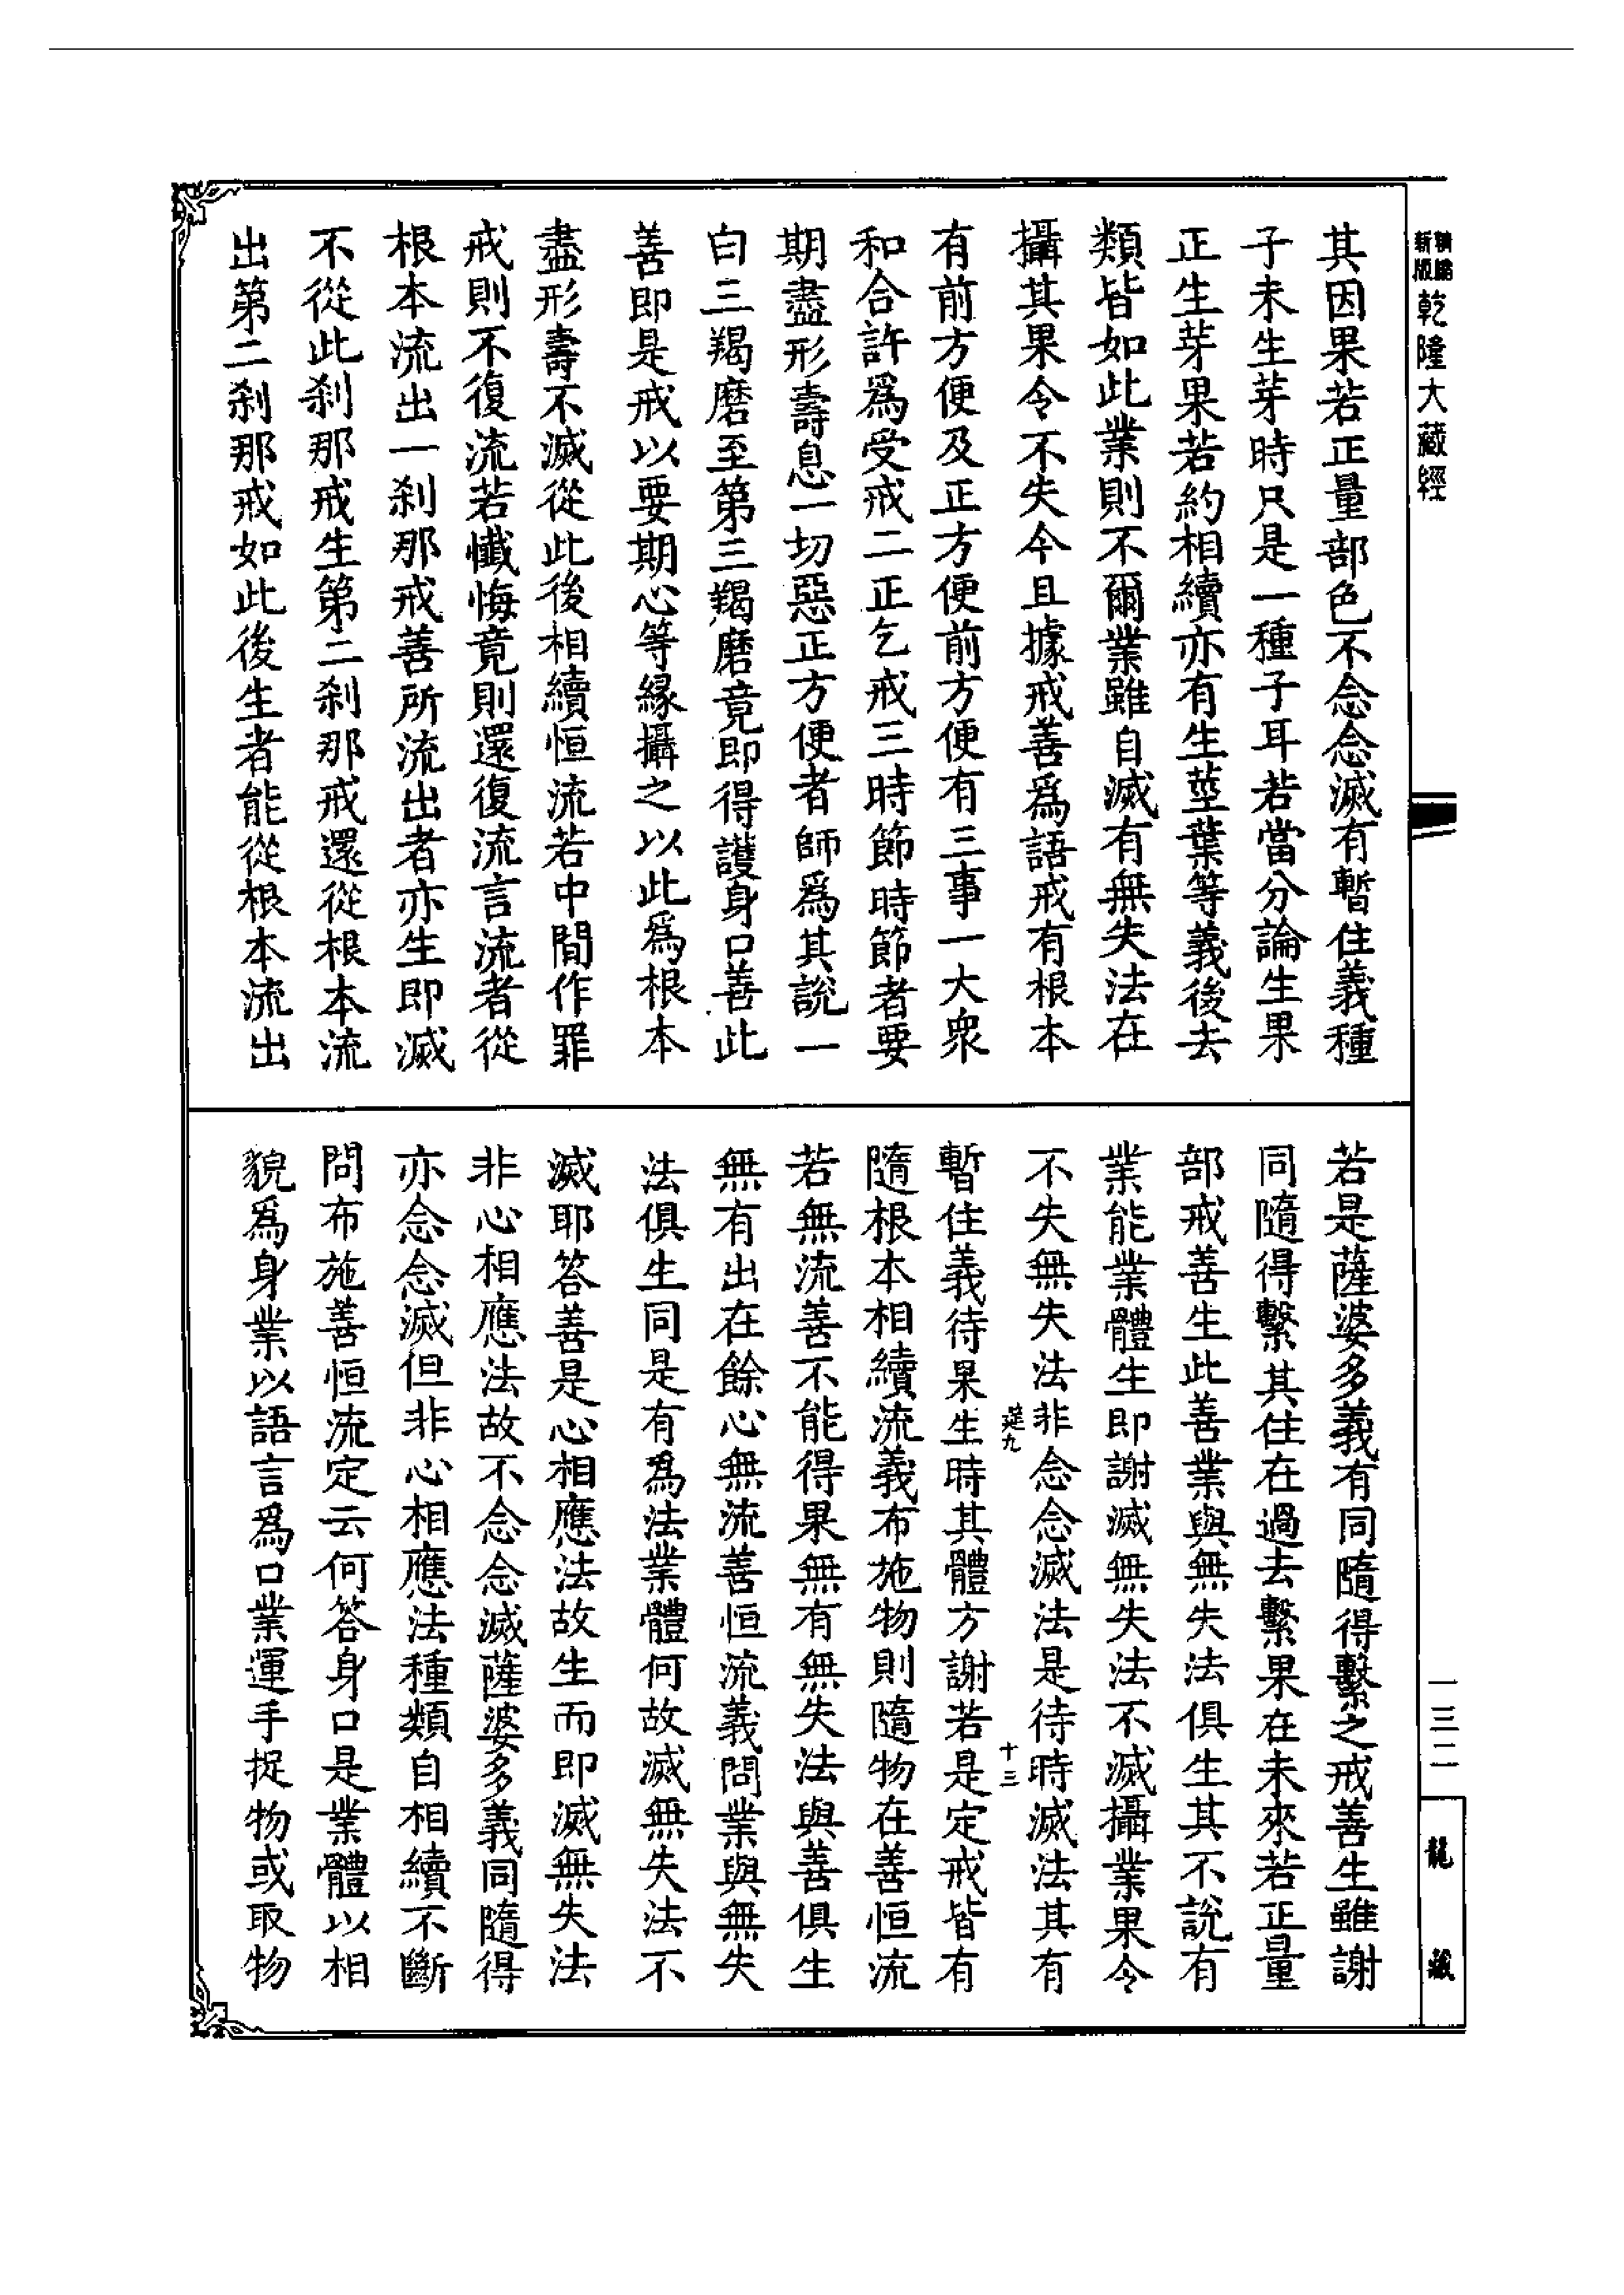 乾隆大藏經
其因果若正量部色不念念滅有暫住義種
子未生芽時只是一種子耳若當分論生果
正生芽果若約相續亦有生莖葉等義後去
類皆如此業則不爾業雖自滅有無失法在
攝其果令不失今且據戒善爲語戒有根本
有前方便及正方便前方便有三事一大衆
和合許爲受戒二正乞戒三時節時節者要
期盡形壽息一切惡正方便者師爲其說一
白三羯磨至第三羯磨竟即得護身口善此
善即是戒以要期心等緣攝之以此爲根本
盡形壽不滅從此後相續恒流若中間作罪
戒則不復流若懺悔竟則還復流言流者從
根本流出一刹那戒善所流出者亦生即滅
不從此刹那戒生第二刹那戒還從根本流
出第二刹那戒如此後生者能從根本流出
若是薩婆多義有同隨得繫之戒善生雖謝
同隨得繫其住在過去繫果在未來若正量
部戒善生此善業與無失法俱生其不說有
業能業體生即謝滅無失法不滅攝業果令
不失無失法非念念滅法是待時滅法其有
暫住義待果生時其體方謝若是定戒皆有
隨根本相續流義布施物則隨物在善恒流
若無流善不能得果無有無失法與善俱生
無有出在餘心無流善恒流義問業與無失
法俱生同是有爲法業體何故滅無失法不
滅耶答善是心相應法故生而即滅無失法
非心相應法故不念念滅薩婆多義同隨得
亦念念滅但非心相應法種類自相續不斷
問布施善恒流定云何答身口是業體以相
貌爲身業以語言爲口業運手捉物或取物
筵九
十三
一三二
龍藏